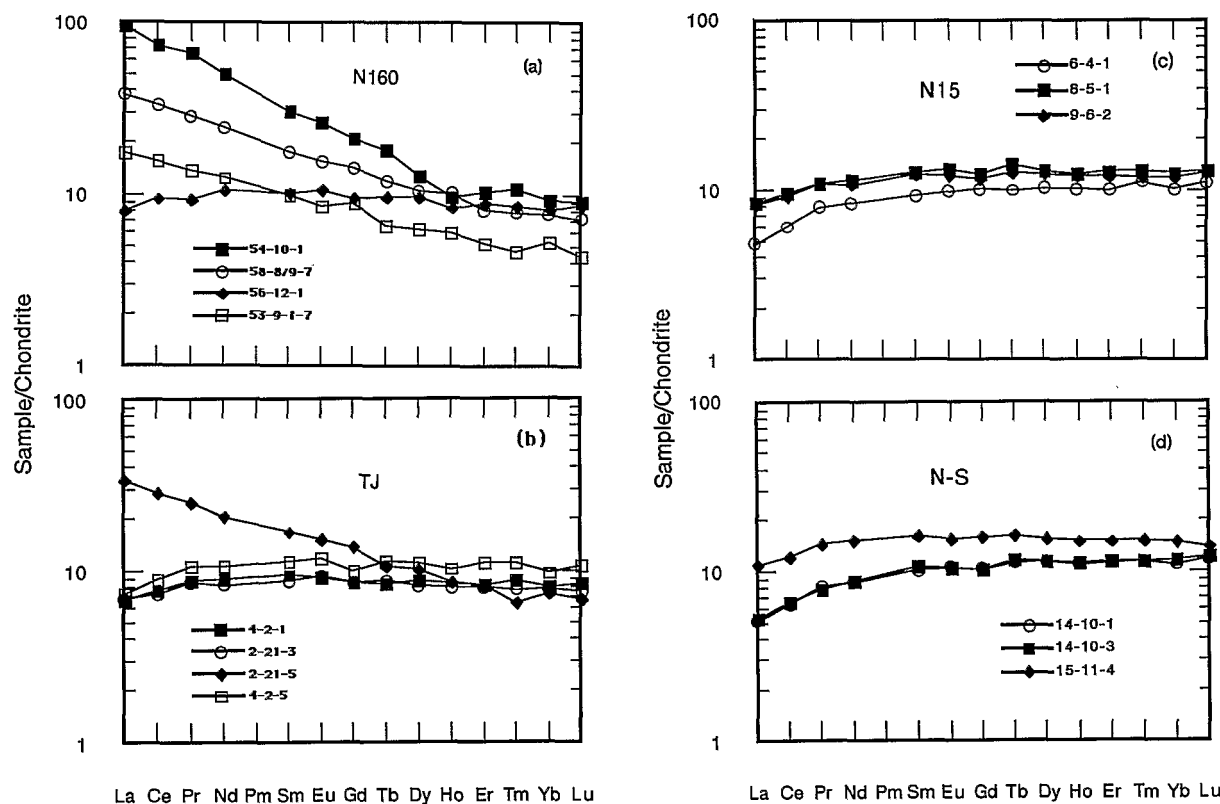 Sample/Chondrite
100
10
1
(a)
N160
54-10-1
58-8/9-7
56-12-1
53-9-1-7
100
10
1
(b)
TJ
4-2-1
2-21-3
2-21-5
4-2-5
La Ce Pr Nd Pm Sm Eu Gd Tb Dy Ho Er Tm Yb Lu
Sample/Chondrite
100
10
1
(c)
N15
6-4-1
8-5-1
9-6-2
100
10
1
(d)
N-S
14-10-1
14-10-3
15-11-4
La Ce Pr Nd Pm Sm Eu Gd Tb Dy Ho Er Tm Yb Lu